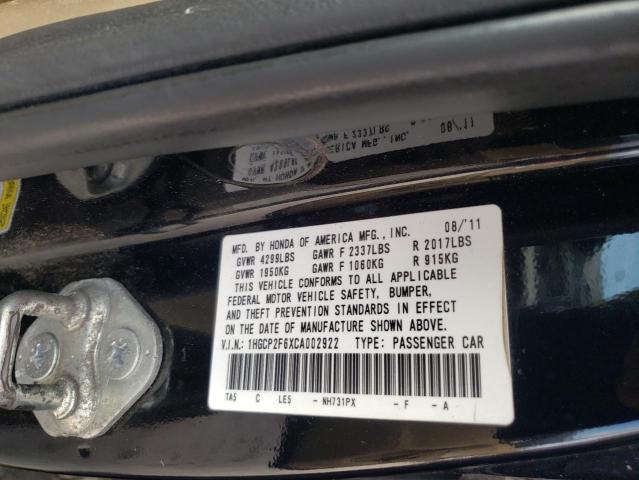 MFD. BY HONDA OF AMERICA MFG., INC. 08/'11
GVWR 4299LBS GAWR F 2337LBS R 2017LBS
GVWR 1950KG GAWR F 1060KG R 915KG
THIS VEHICLE CONFORMS TO ALL APPLICABLE
FEDERAL MOTOR VEHICLE SAFETY, BUMPER,
AND THEFT PREVENTION STANDARDS IN EFFECT
ON THE DATE OF MANUFACTURE SHOWN ABOVE.
V.I.N.: 1HGCP2F6XCA002922 TYPE: PASSENGER CAR
TA5 C LE5 - NH731PX - F - A